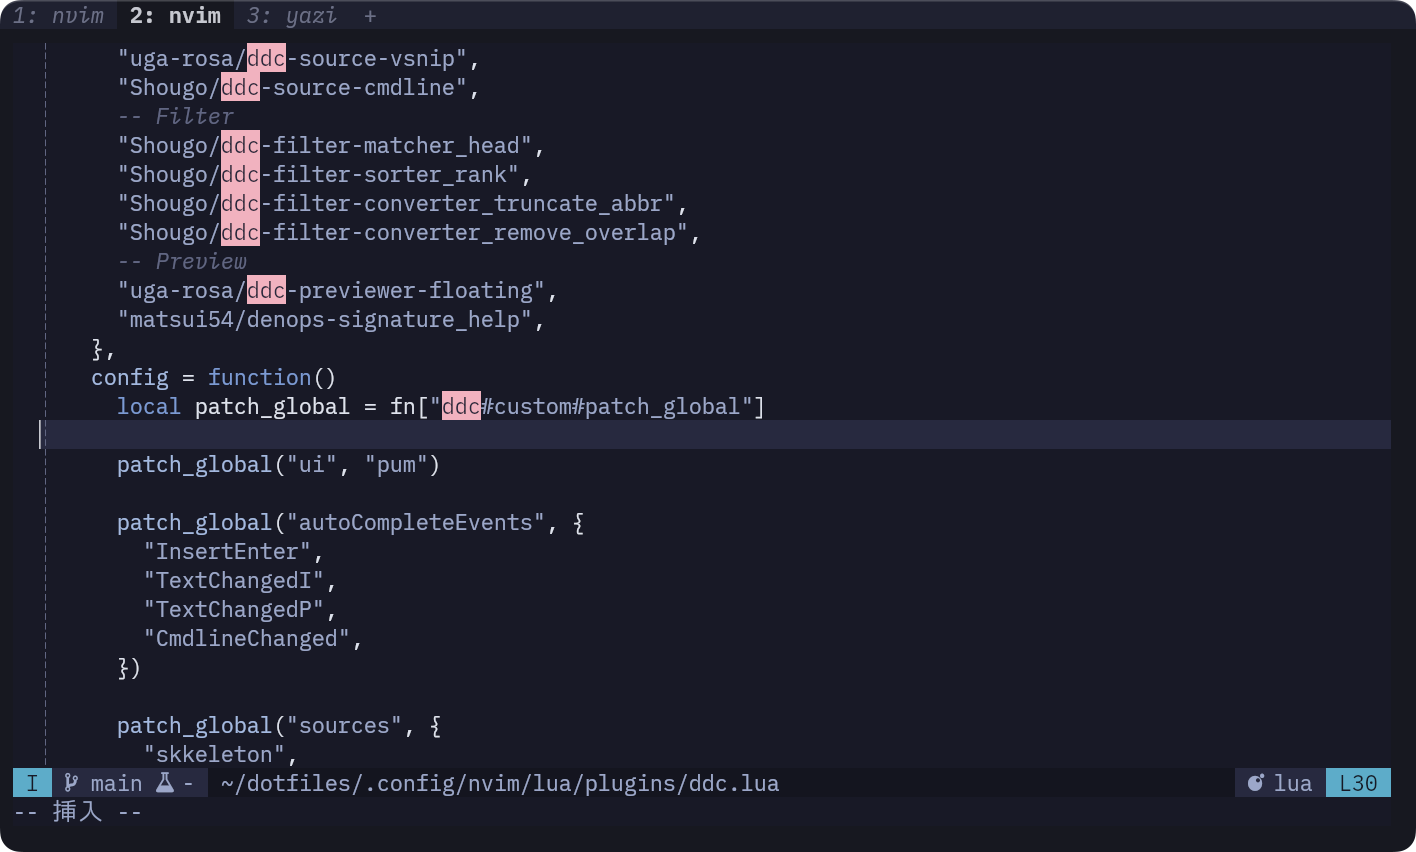 1: nvim 2: nvim 3: yazi +
"uga-rosa/ddc-source-vsnip",
"Shougo/ddc-source-cmdline",
-- Filter
"Shougo/ddc-filter-matcher_head",
"Shougo/ddc-filter-sorter_rank",
"Shougo/ddc-filter-converter_truncate_abbr",
"Shougo/ddc-filter-converter_remove_overlap",
-- Preview
"uga-rosa/ddc-previewer-floating",
"matsui54/denops-signature_help",
},
config = function()
local patch_global = fn["ddc#custom#patch_global"]
patch_global("ui", "pum")
patch_global("autoCompleteEvents", {
"InsertEnter",
"TextChangedI",
"TextChangedP",
"CmdlineChanged",
})
patch_global("sources", {
"skkeleton",
I main - ~/dotfiles/.config/nvim/lua/plugins/ddc.lua lua L30
-- 挿入 --